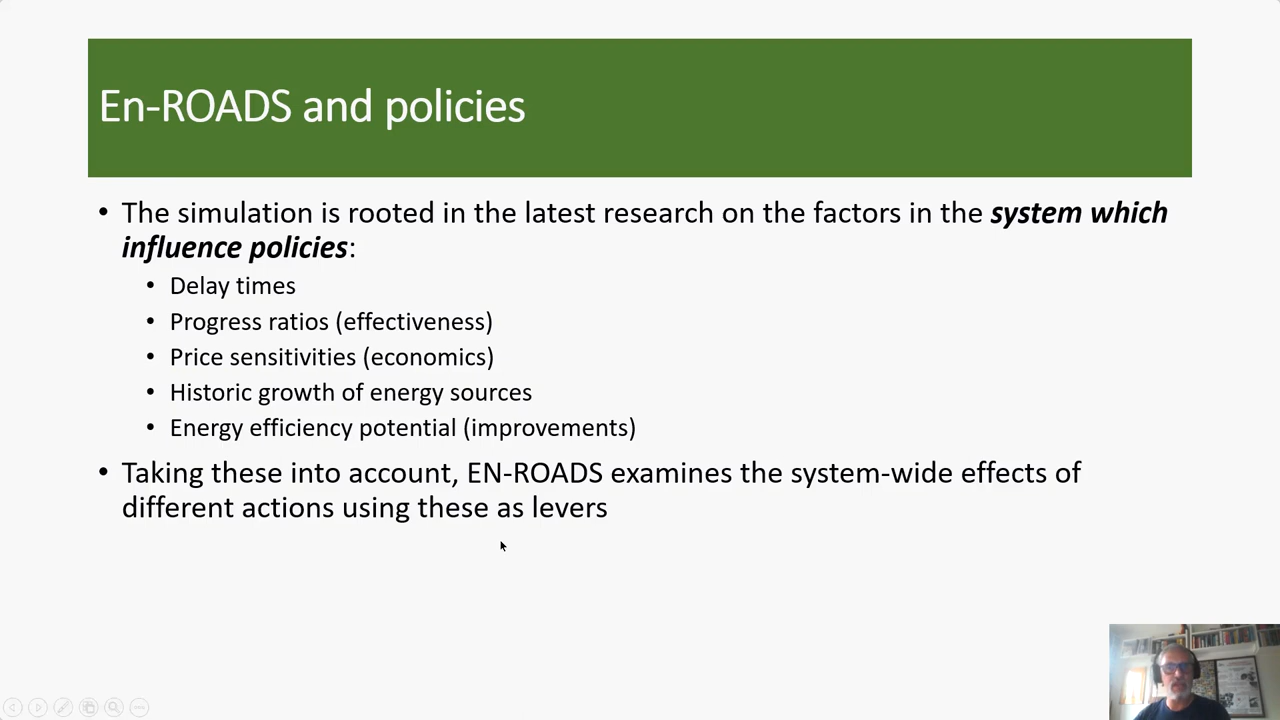 En-ROADS and policies
• The simulation is rooted in the latest research on the factors in the system which
influence policies:
• Delay times
• Progress ratios (effectiveness)
• Price sensitivities (economics)
• Historic growth of energy sources
• Energy efficiency potential (improvements)
• Taking these into account, EN-ROADS examines the system-wide effects of
different actions using these as levers